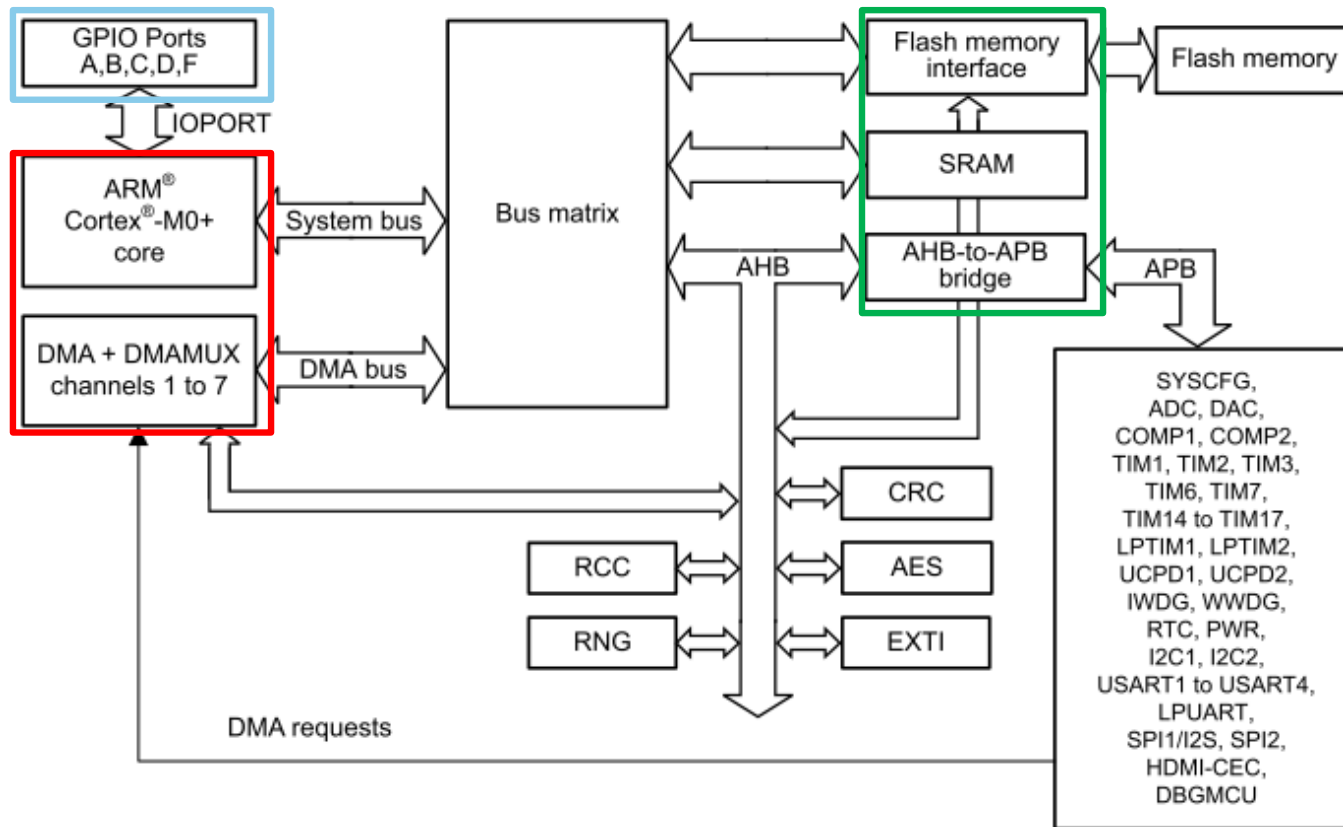 GPIO Ports
A,B,C,D,F
IOPORT
ARM®
Cortex®-M0+
core
System bus
DMA + DMAMUX
channels 1 to 7
DMA bus
Bus matrix
Flash memory
interface
Flash memory
SRAM
AHB
AHB-to-APB
bridge
APB
CRC
RCC
AES
RNG
EXTI
DMA requests
SYSCFG,
ADC, DAC,
COMP1, COMP2,
TIM1, TIM2, TIM3,
TIM6, TIM7,
TIM14 to TIM17,
LPTIM1, LPTIM2,
UCPD1, UCPD2,
IWDG, WWDG,
RTC, PWR,
I2C1, I2C2,
USART1 to USART4,
LPUART,
SPI1/I2S, SPI2,
HDMI-CEC,
DBGMCU